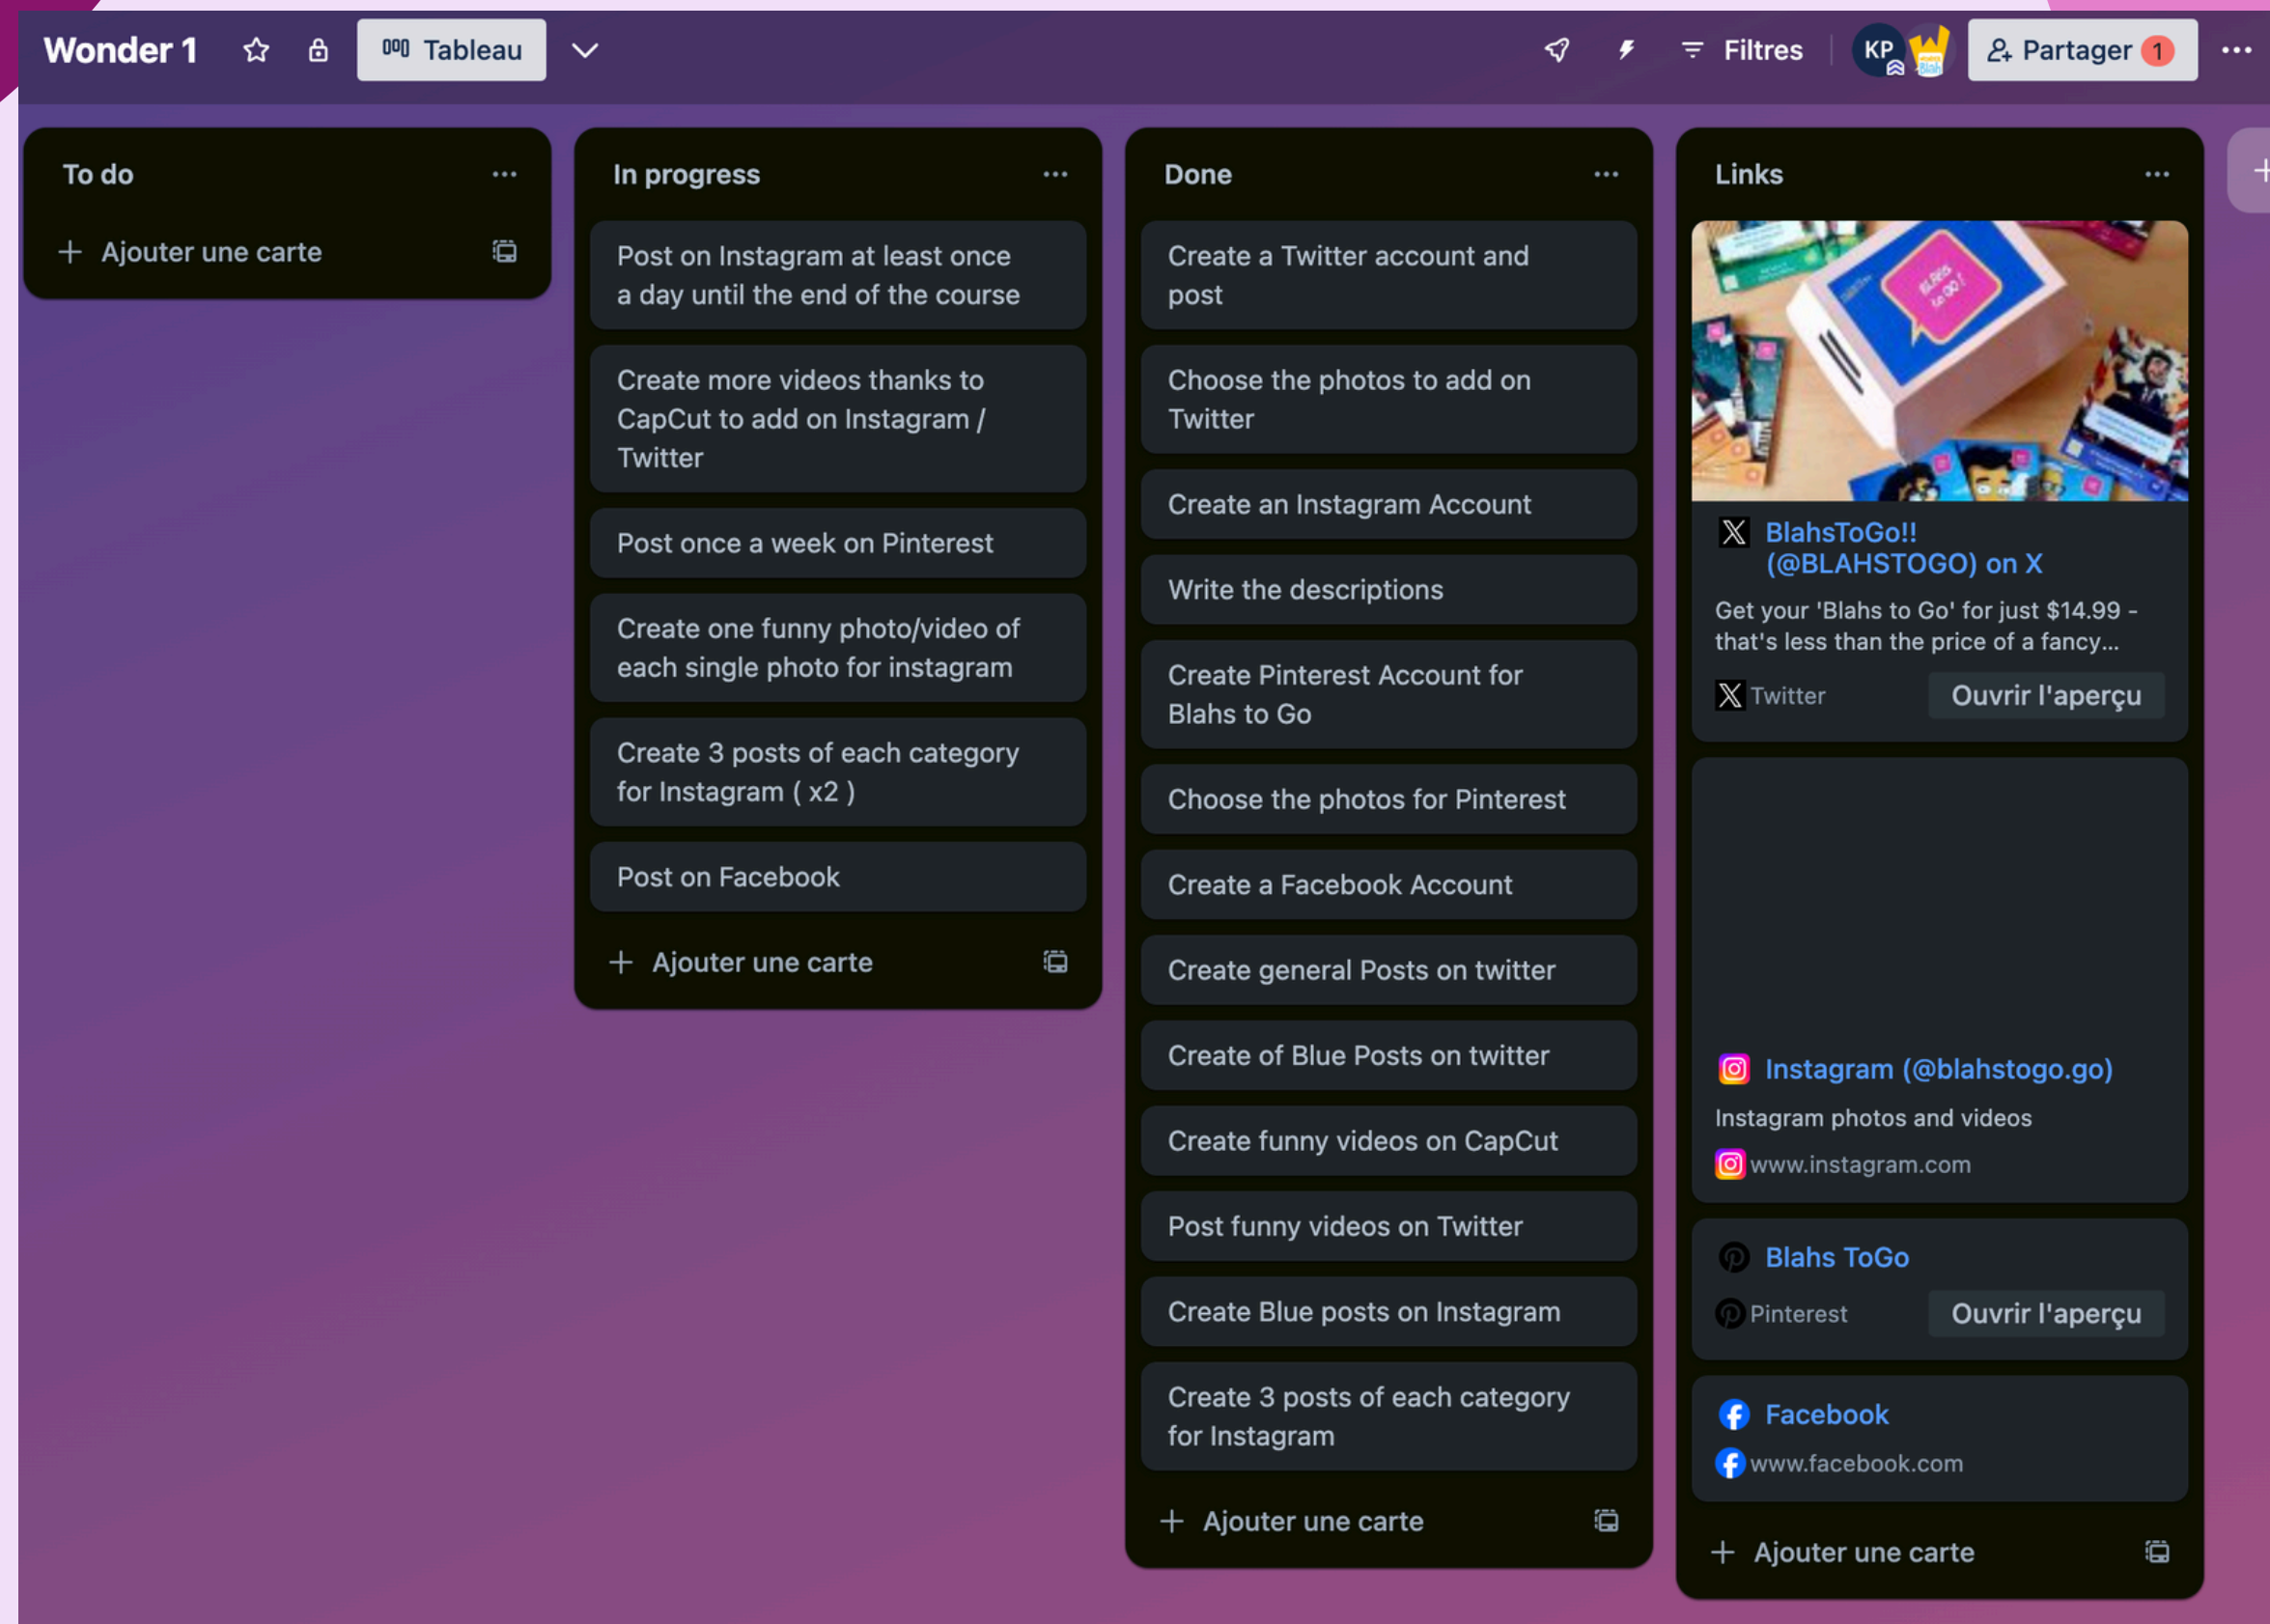 Wonder 1
Tableau
Filtres
KP
Blah
Partager 1
To do
Ajouter une carte
In progress
Post on Instagram at least once
a day until the end of the course
Create more videos thanks to
CapCut to add on Instagram /
Twitter
Post once a week on Pinterest
Create one funny photo/video of
each single photo for instagram
Create 3 posts of each category
for Instagram ( x2 )
Post on Facebook
Ajouter une carte
Done
Create a Twitter account and
post
Choose the photos to add on
Twitter
Create an Instagram Account
Write the descriptions
Create Pinterest Account for
Blahs to Go
Choose the photos for Pinterest
Create a Facebook Account
Create general Posts on twitter
Create of Blue Posts on twitter
Create funny videos on CapCut
Post funny videos on Twitter
Create Blue posts on Instagram
Create 3 posts of each category
for Instagram
Ajouter une carte
Links
BLAHS
to GO!
BlahsToGo!!
(@BLAHSTOGO) on X
Get your 'Blahs to Go' for just $14.99 -
that's less than the price of a fancy...
Twitter
Ouvrir l'aperçu
Instagram (@blahstogo.go)
Instagram photos and videos
www.instagram.com
Blahs ToGo
Pinterest
Ouvrir l'aperçu
Facebook
www.facebook.com
Ajouter une carte